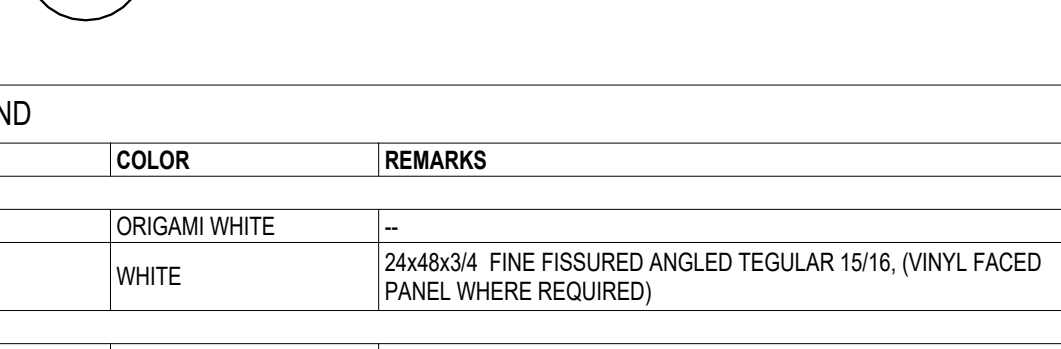 ND
COLOR REMARKS
ORIGAMI WHITE --
WHITE 24x48x3/4 FINE FISSURED ANGLED TEGULAR 15/16, (VINYL FACED
PANEL WHERE REQUIRED)